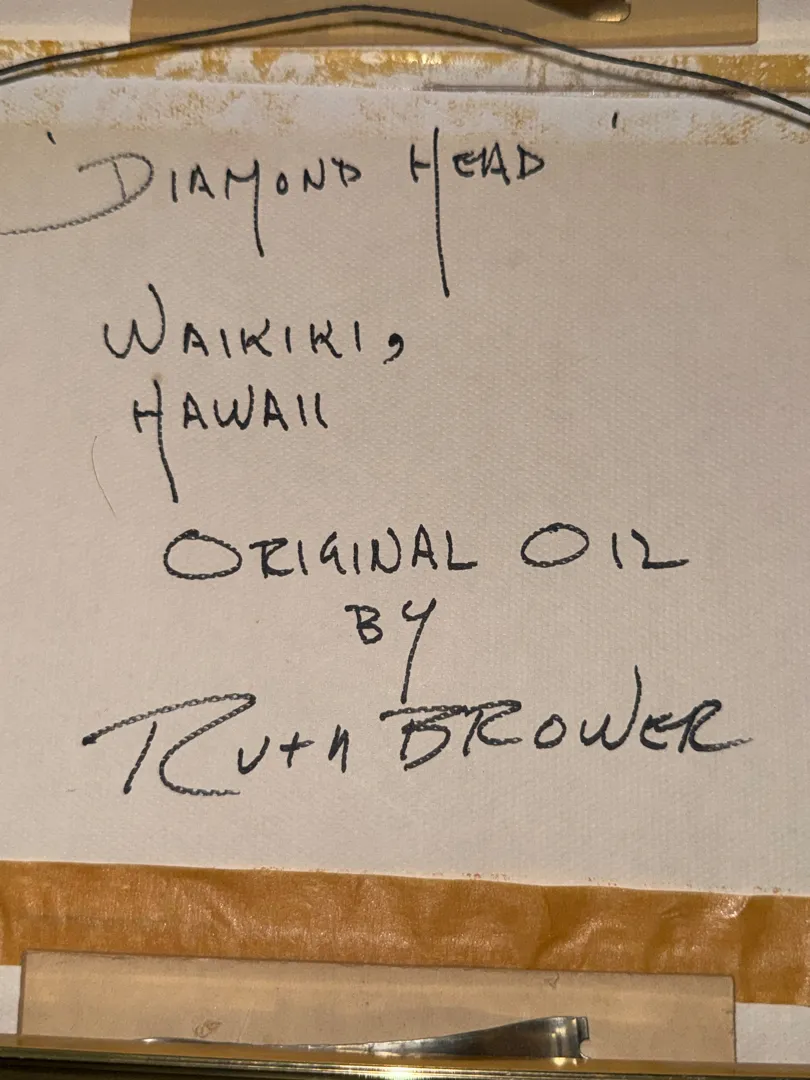 'DIAMOND HEAD'
WAIKIKI,
HAWAII
ORIGINAL OIL
BY
RUTH BROWER